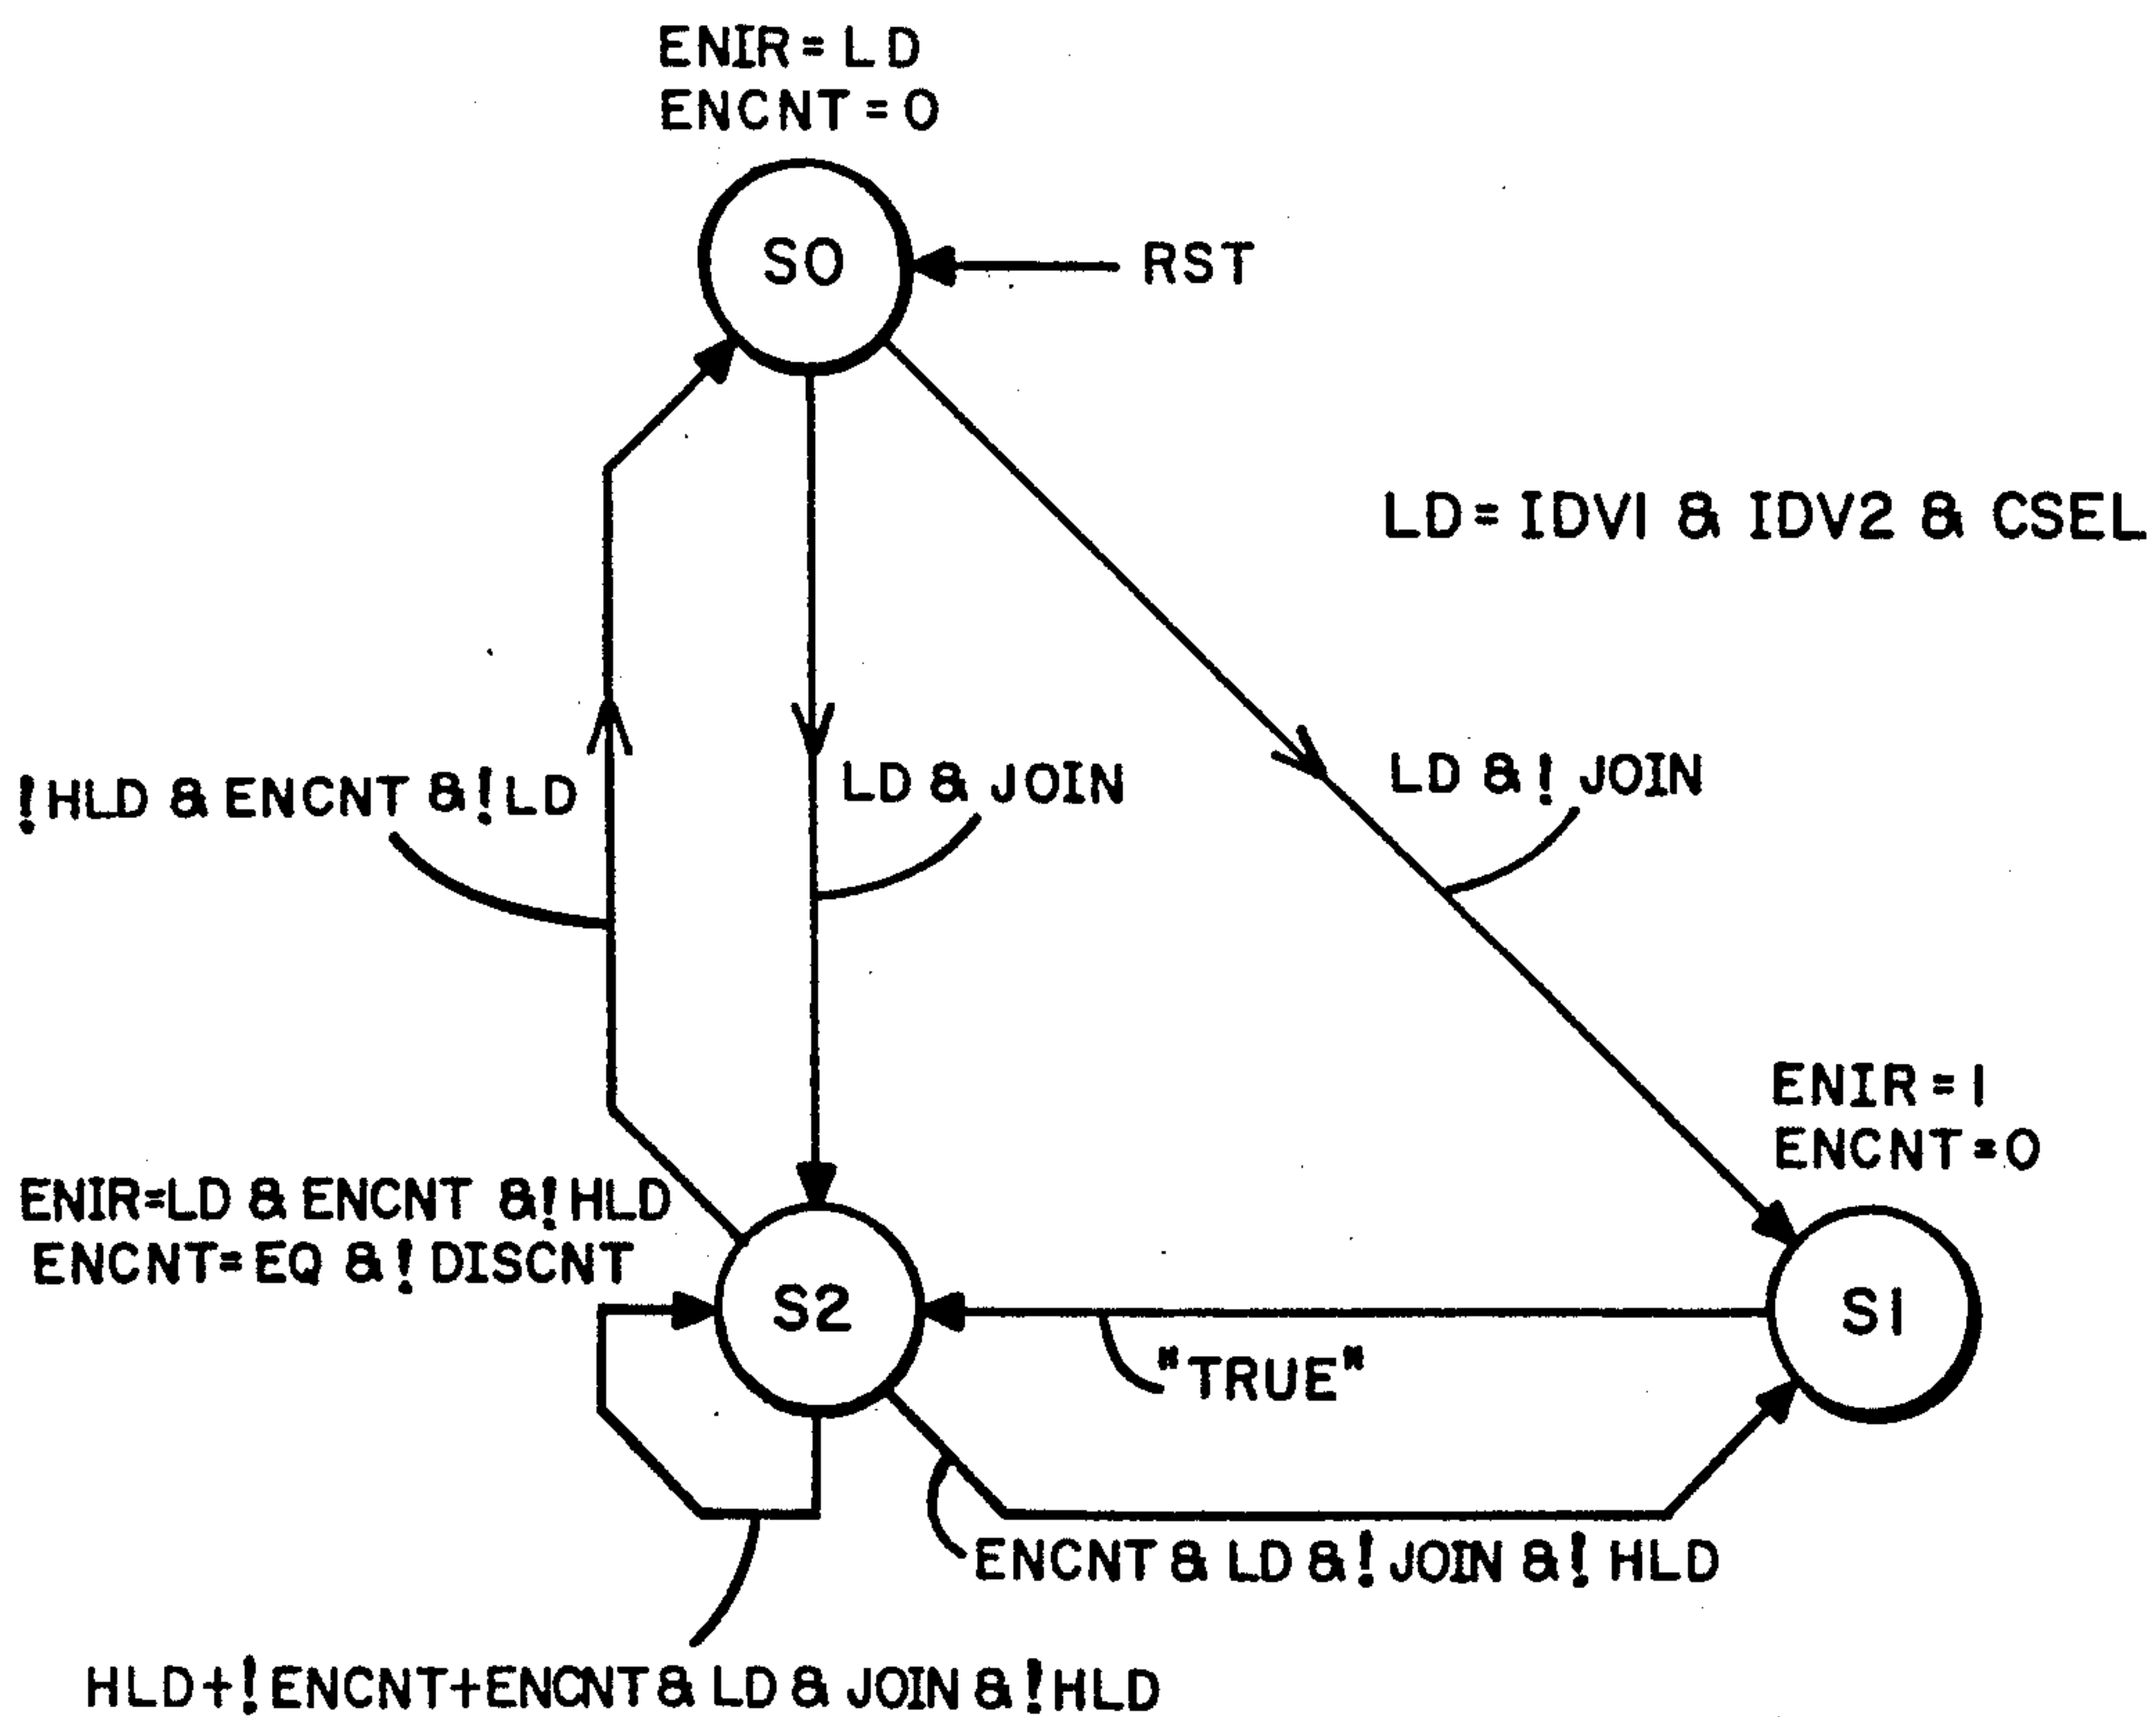 ENIR=LD
ENCNT=0
S0
RST
LD=IDV1 & IDV2 & CSEL
!HLD & ENCNT &!LD
LD & JOIN
LD &! JOIN
ENIR=1
ENCNT=0
ENIR=LD & ENCNT &!HLD
ENCNT=EQ &! DISCNT
S2
S1
"TRUE"
ENCNT & LD &!JOIN &! HLD
HLD+!ENCNT+ENCNT& LD & JOIN &!HLD